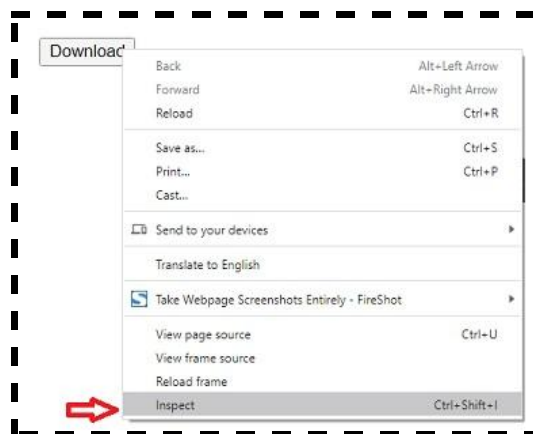 Download
Back Alt+Left Arrow
Forward Alt+Right Arrow
Reload Ctrl+R
Save as... Ctrl+S
Print... Ctrl+P
Cast...
Send to your devices
Translate to English
Take Webpage Screenshots Entirely - FireShot
View page source Ctrl+U
View frame source
Reload frame
Inspect Ctrl+Shift+I